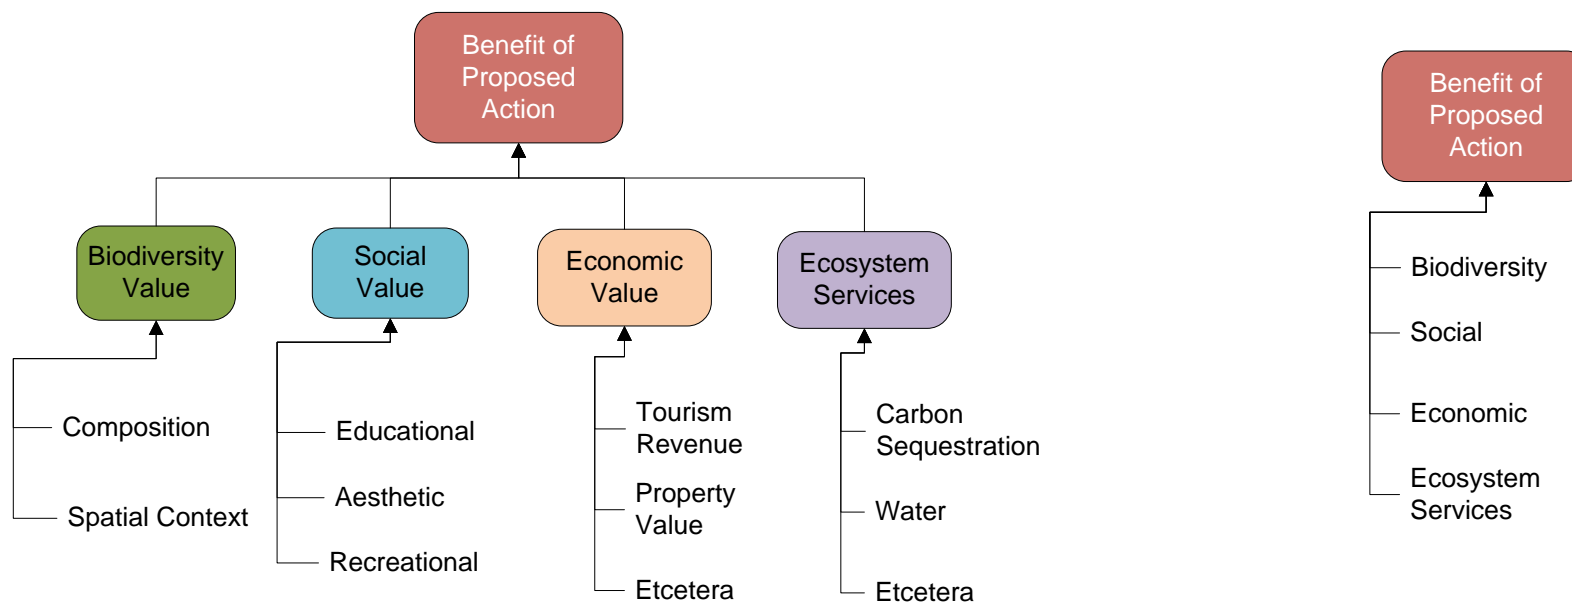 Benefit of
Proposed
Action
Biodiversity
Value
Social
Value
Economic
Value
Ecosystem
Services
Composition
Spatial Context
Educational
Aesthetic
Recreational
Tourism
Revenue
Property
Value
Etcetera
Carbon
Sequestration
Water
Etcetera
Benefit of
Proposed
Action
Biodiversity
Social
Economic
Ecosystem
Services